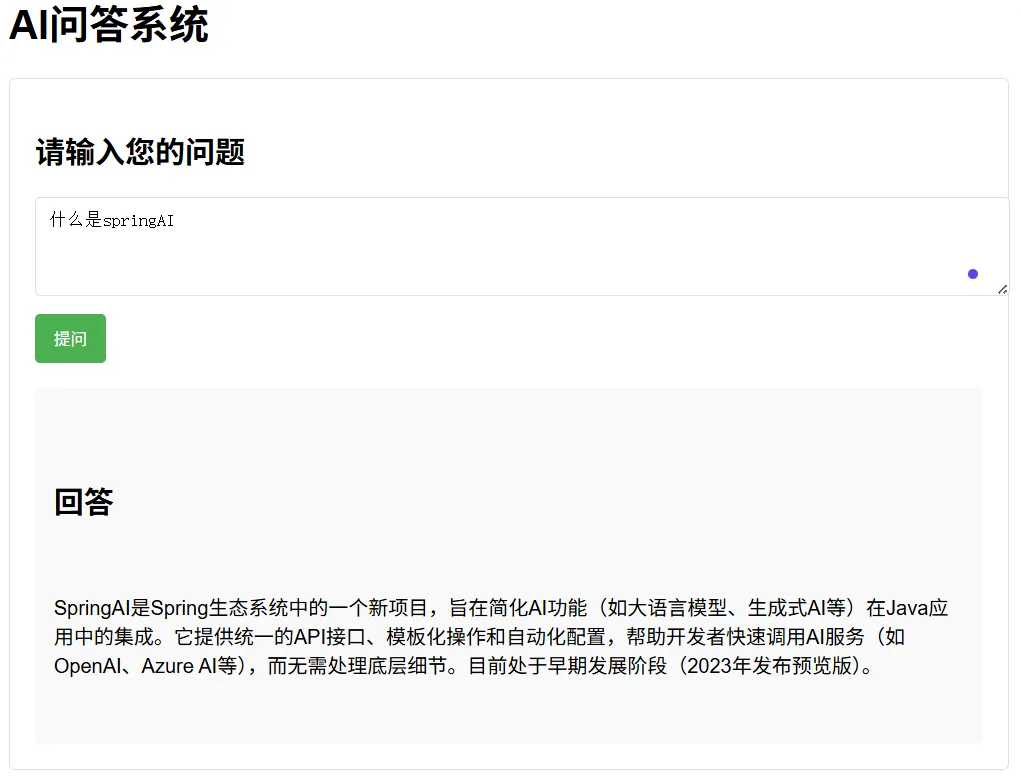 AI问答系统
请输入您的问题
什么是springAI
提问
回答
SpringAI是Spring生态系统中的一个新项目，旨在简化AI功能（如大语言模型、生成式AI等）在Java应
用中的集成。它提供统一的API接口、模板化操作和自动化配置，帮助开发者快速调用AI服务（如
OpenAI、Azure AI等），而无需处理底层细节。目前处于早期发展阶段（2023年发布预览版）。